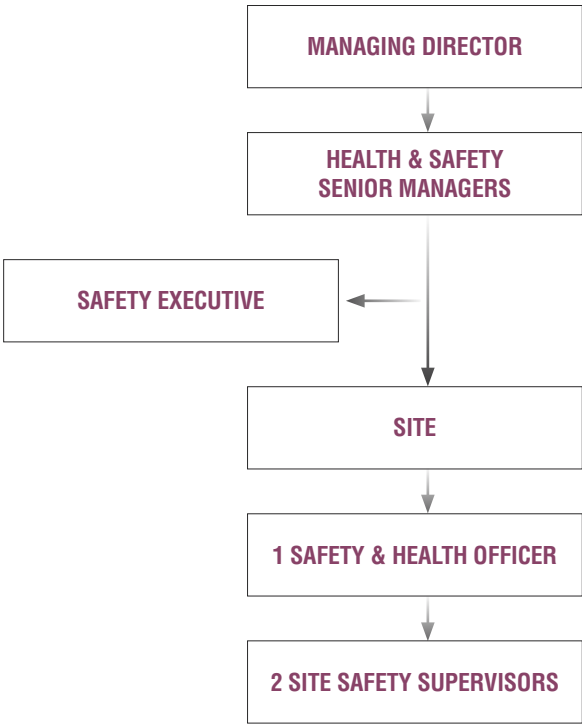 MANAGING DIRECTOR
HEALTH & SAFETY
SENIOR MANAGERS
SAFETY EXECUTIVE
SITE
1 SAFETY & HEALTH OFFICER
2 SITE SAFETY SUPERVISORS